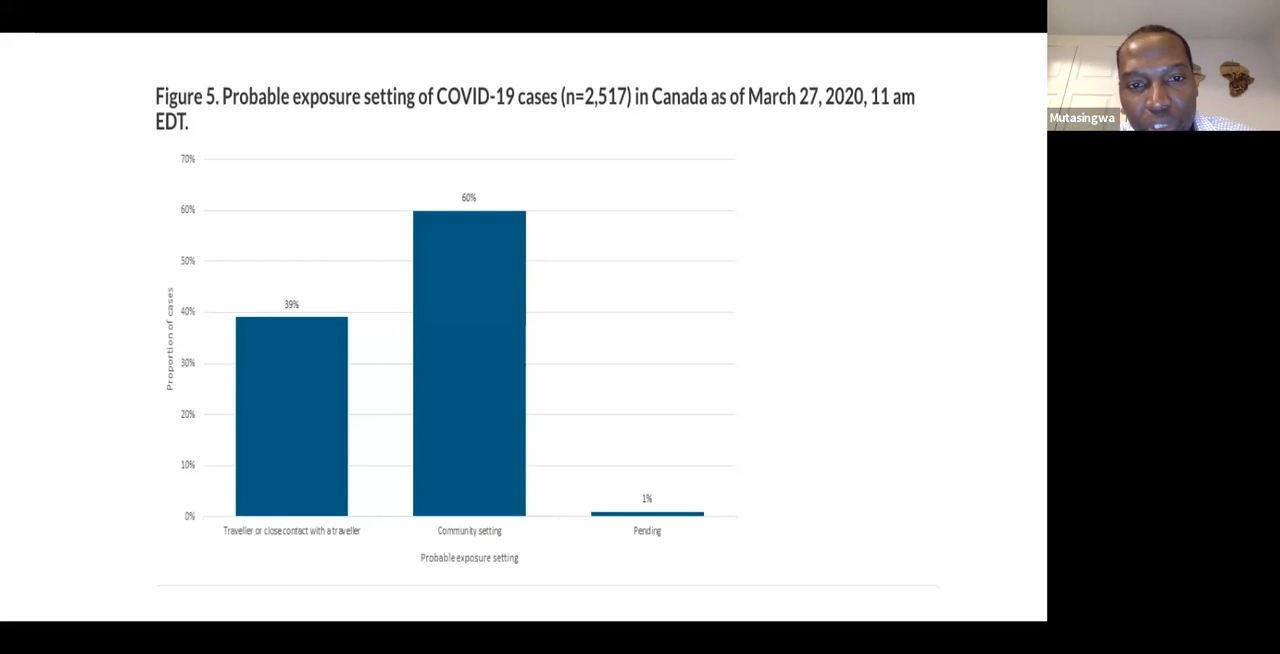 Figure 5. Probable exposure setting of COVID-19 cases (n=2,517) in Canada as of March 27, 2020, 11 am
EDT.
Mutasingwa
70%
60%
60%
50%
39%
40%
30%
20%
10%
1%
0%
Proportion of cases
Traveller or close contact with a traveller
Community setting
Pending
Probable exposure setting